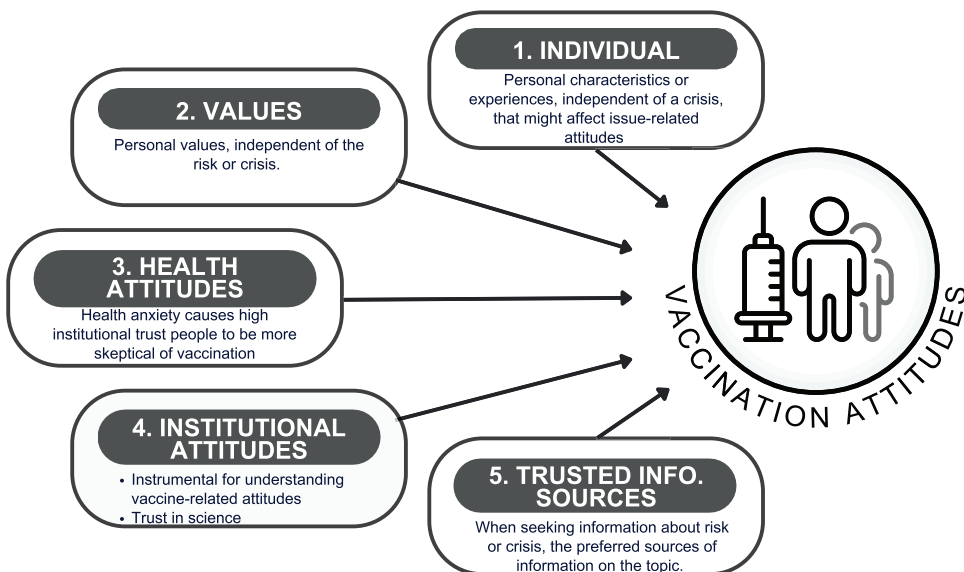 1. INDIVIDUAL
Personal characteristics or
experiences, independent of a crisis,
that might affect issue-related
attitudes
2. VALUES
Personal values, independent of the
risk or crisis.
3. HEALTH
ATTITUDES
Health anxiety causes high
institutional trust people to be more
skeptical of vaccination
4. INSTITUTIONAL
ATTITUDES
• Instrumental for understanding
vaccine-related attitudes
• Trust in science
5. TRUSTED INFO.
SOURCES
When seeking information about risk
or crisis, the preferred sources of
information on the topic.
VACCINATION ATTITUDES